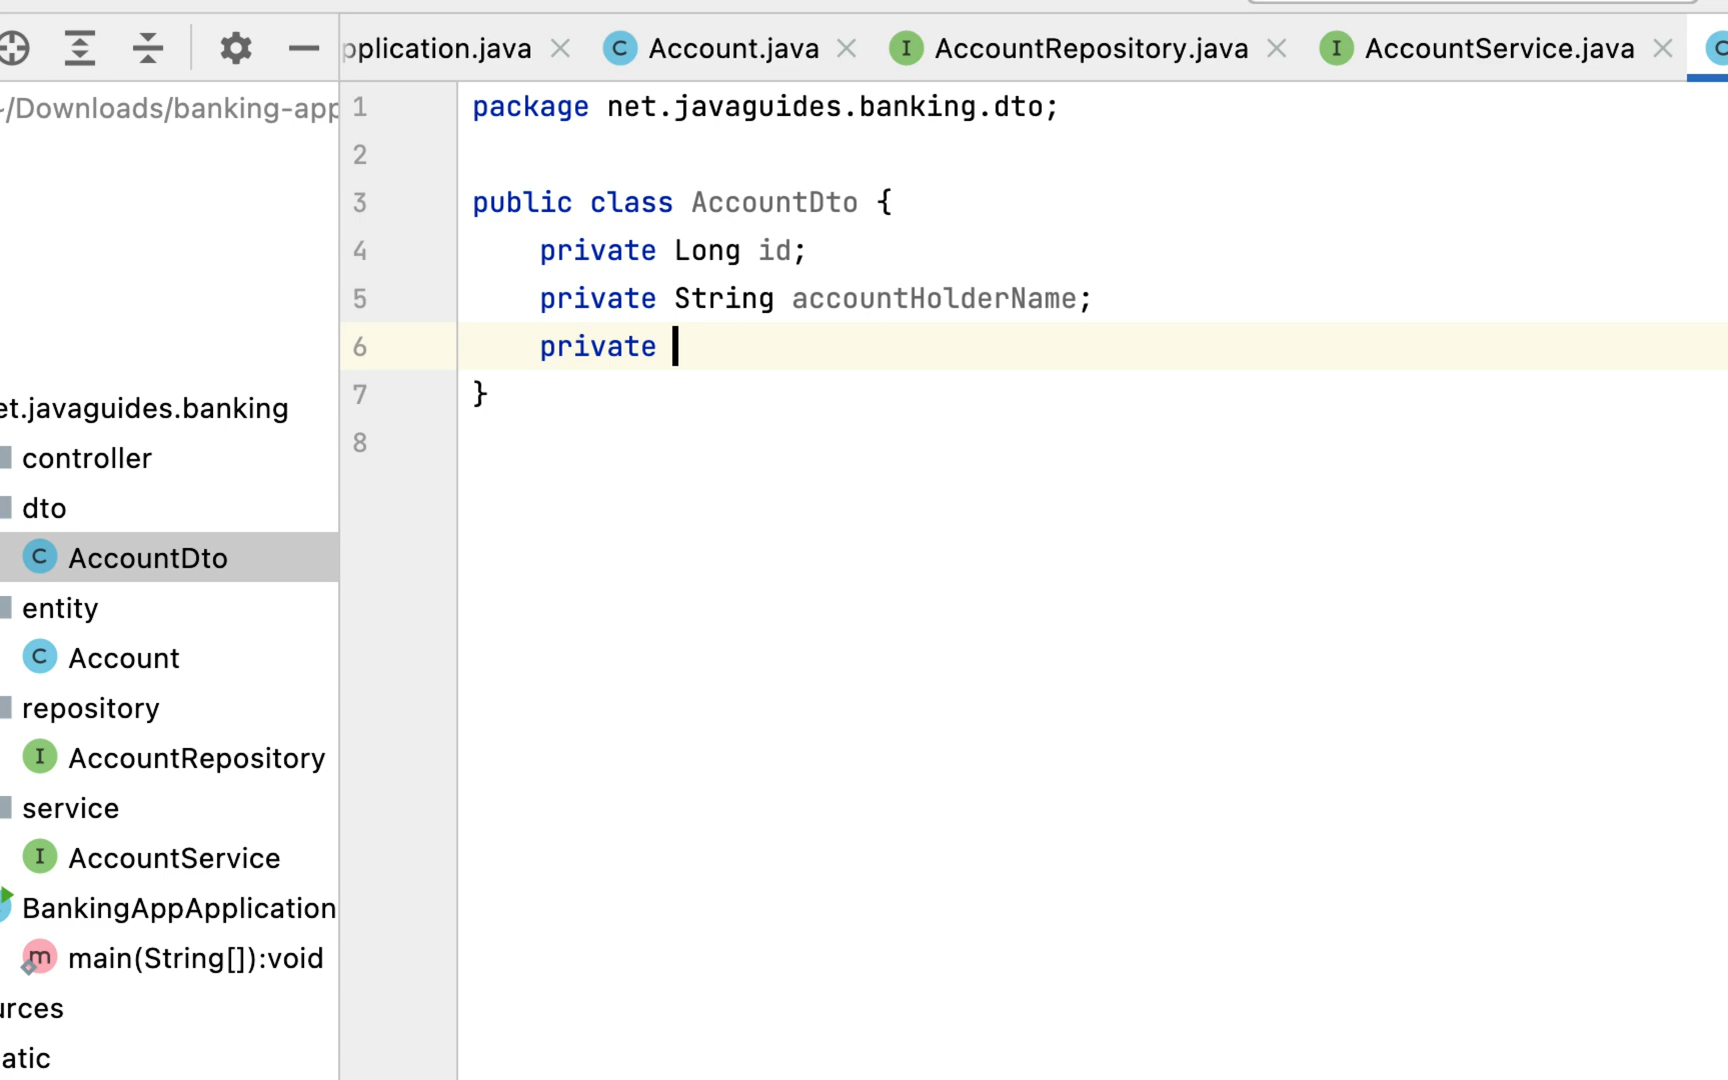 pplication.java
Account.java
AccountRepository.java
AccountService.java
~/Downloads/banking-app
et.javaguides.banking
controller
dto
C AccountDto
entity
C Account
repository
I AccountRepository
service
I AccountService
BankingAppApplication
m main(String[]):void
urces
atic
1 package net.javaguides.banking.dto;
2
3 public class AccountDto {
4 private Long id;
5 private String accountHolderName;
6 private
7 }
8